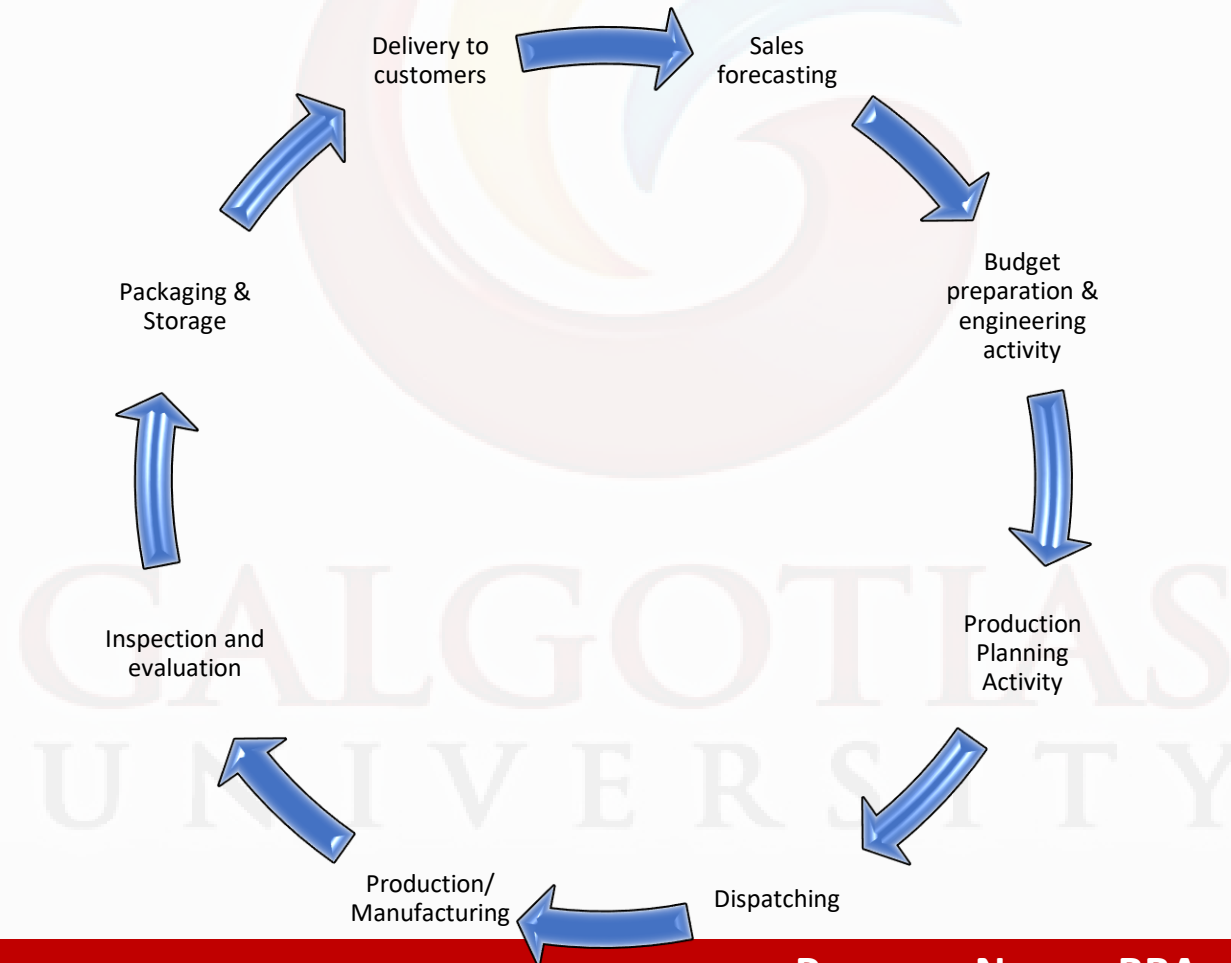 Delivery to
customers
Sales
forecasting
Budget
preparation &
engineering
activity
Production
Planning
Activity
Dispatching
Production/
Manufacturing
Inspection and
evaluation
Packaging &
Storage
GALGOTIAS
UNIVERSITY